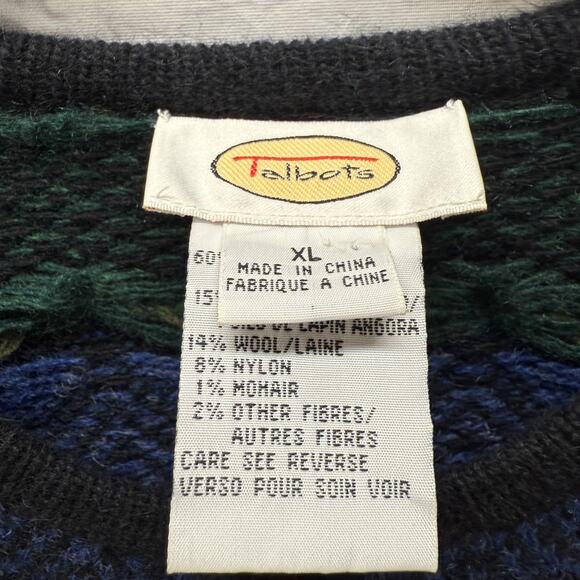 Talbots
XL
MADE IN CHINA
FABRIQUE A CHINE
60
15
DE LAPIN ANGORA
14% WOOL/LAINE
8% NYLON
1% MOHAIR
2% OTHER FIBRES/
AUTRES FIBRES
CARE SEE REVERSE
VERSO POUR SOIN VOIR